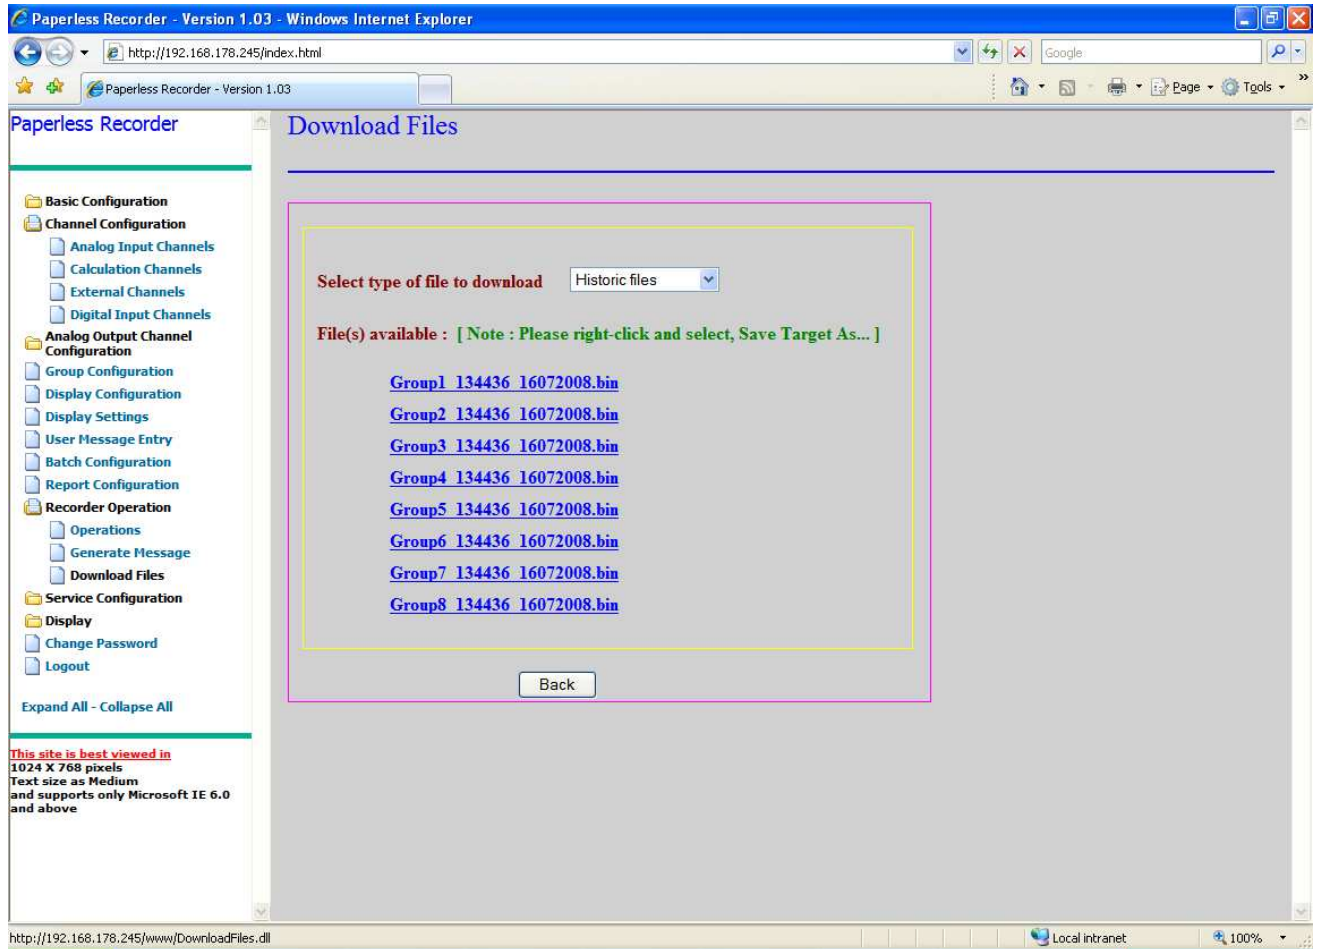 Paperless Recorder - Version 1.03 - Windows Internet Explorer
http://192.168.178.245/index.html
Google
Paperless Recorder - Version 1.03
Page
Tools
»
Paperless Recorder
Basic Configuration
Channel Configuration
Analog Input Channels
Calculation Channels
External Channels
Digital Input Channels
Analog Output Channel
Configuration
Group Configuration
Display Configuration
Display Settings
User Message Entry
Batch Configuration
Report Configuration
Recorder Operation
Operations
Generate Message
Download Files
Service Configuration
Display
Change Password
Logout
Expand All - Collapse All
This site is best viewed in
1024 X 768 pixels
Text size as Medium
and supports only Microsoft IE 6.0
and above
Download Files
Select type of file to download Historic files
File(s) available : [ Note : Please right-click and select, Save Target As... ]
Group1_134436_16072008.bin
Group2_134436_16072008.bin
Group3_134436_16072008.bin
Group4_134436_16072008.bin
Group5_134436_16072008.bin
Group6_134436_16072008.bin
Group7_134436_16072008.bin
Group8_134436_16072008.bin
Back
http://192.168.178.245/www/DownloadFiles.dll
Local intranet
100%